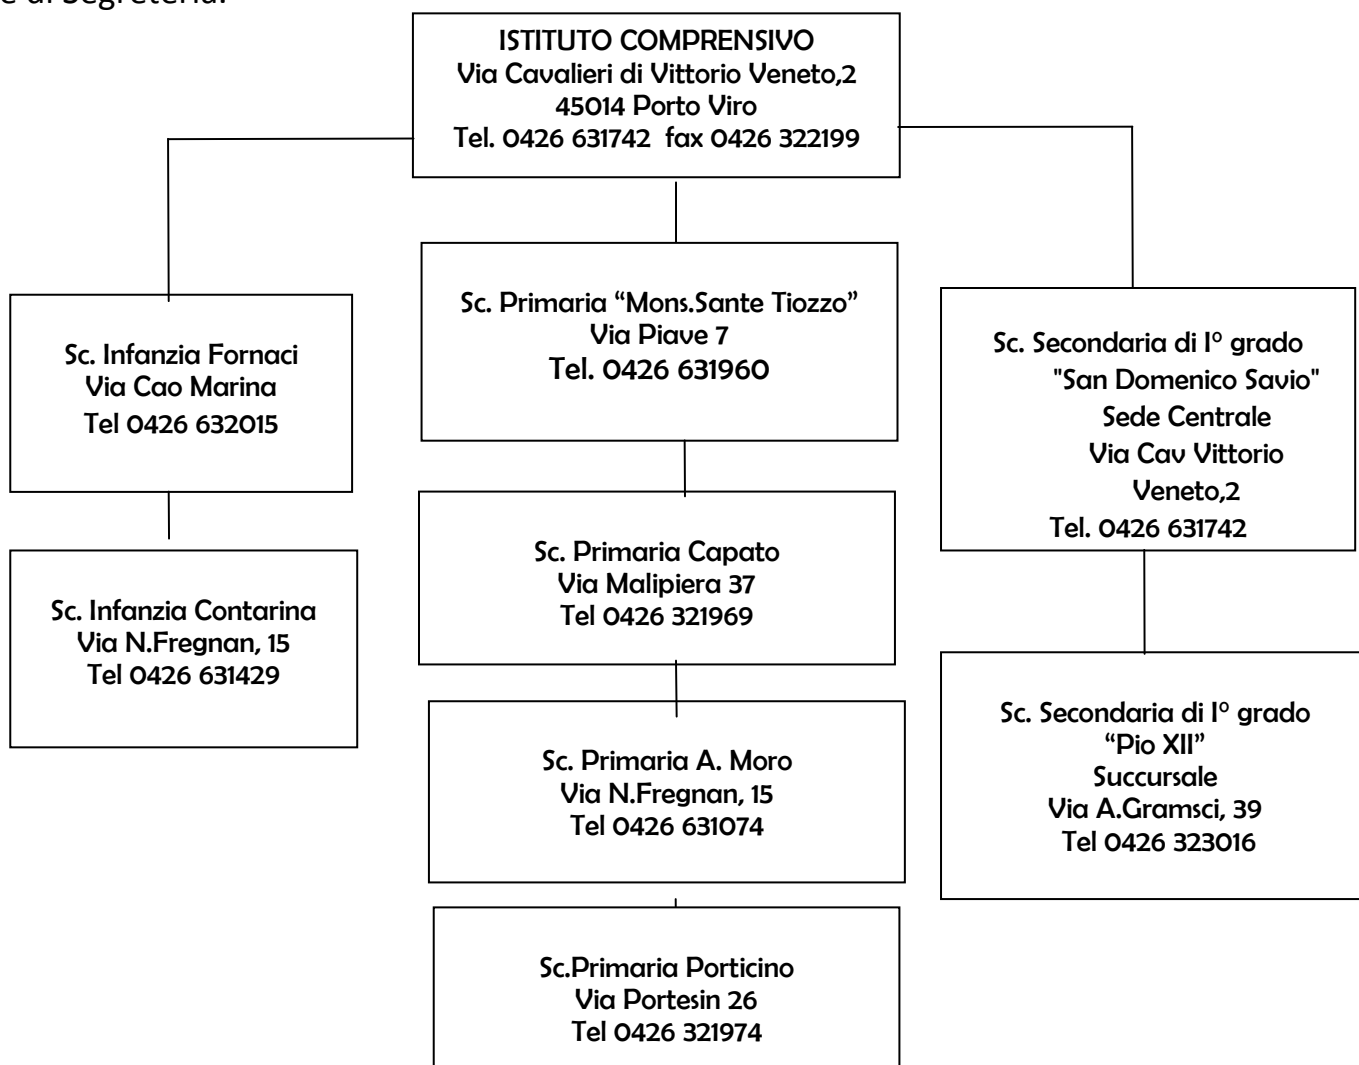 e di Segreteria.
ISTITUTO COMPRENSIVO
Via Cavalieri di Vittorio Veneto,2
45014 Porto Viro
Tel. 0426 631742 fax 0426 322199
Sc. Infanzia Fornaci
Via Cao Marina
Tel 0426 632015
Sc. Infanzia Contarina
Via N.Fregnan, 15
Tel 0426 631429
Sc. Primaria “Mons.Sante Tiozzo”
Via Piave 7
Tel. 0426 631960
Sc. Primaria Capato
Via Malipiera 37
Tel 0426 321969
Sc. Primaria A. Moro
Via N.Fregnan, 15
Tel 0426 631074
Sc.Primaria Porticino
Via Portesin 26
Tel 0426 321974
Sc. Secondaria di I° grado
"San Domenico Savio"
Sede Centrale
Via Cav Vittorio
Veneto,2
Tel. 0426 631742
Sc. Secondaria di I° grado
“Pio XII”
Succursale
Via A.Gramsci, 39
Tel 0426 323016